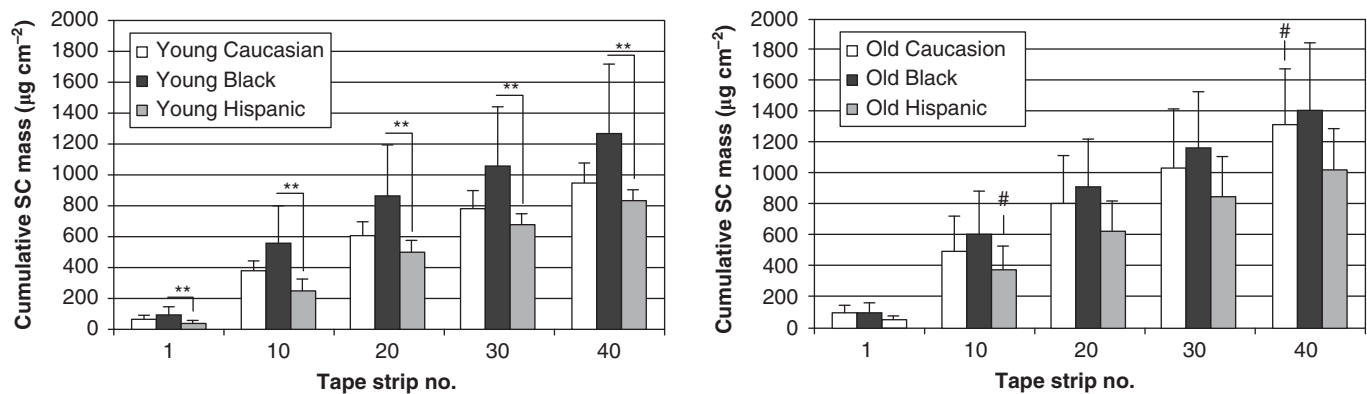 Cumulative SC mass (µg cm⁻²)
2000
1800
1600
1400
1200
1000
800
600
400
200
0
Young Caucasian
Young Black
Young Hispanic
**
**
**
**
**
1 10 20 30 40
Tape strip no.
Cumulative SC mass (µg cm⁻²)
2000
1800
1600
1400
1200
1000
800
600
400
200
0
Old Caucasion
Old Black
Old Hispanic
#
#
1 10 20 30 40
Tape strip no.